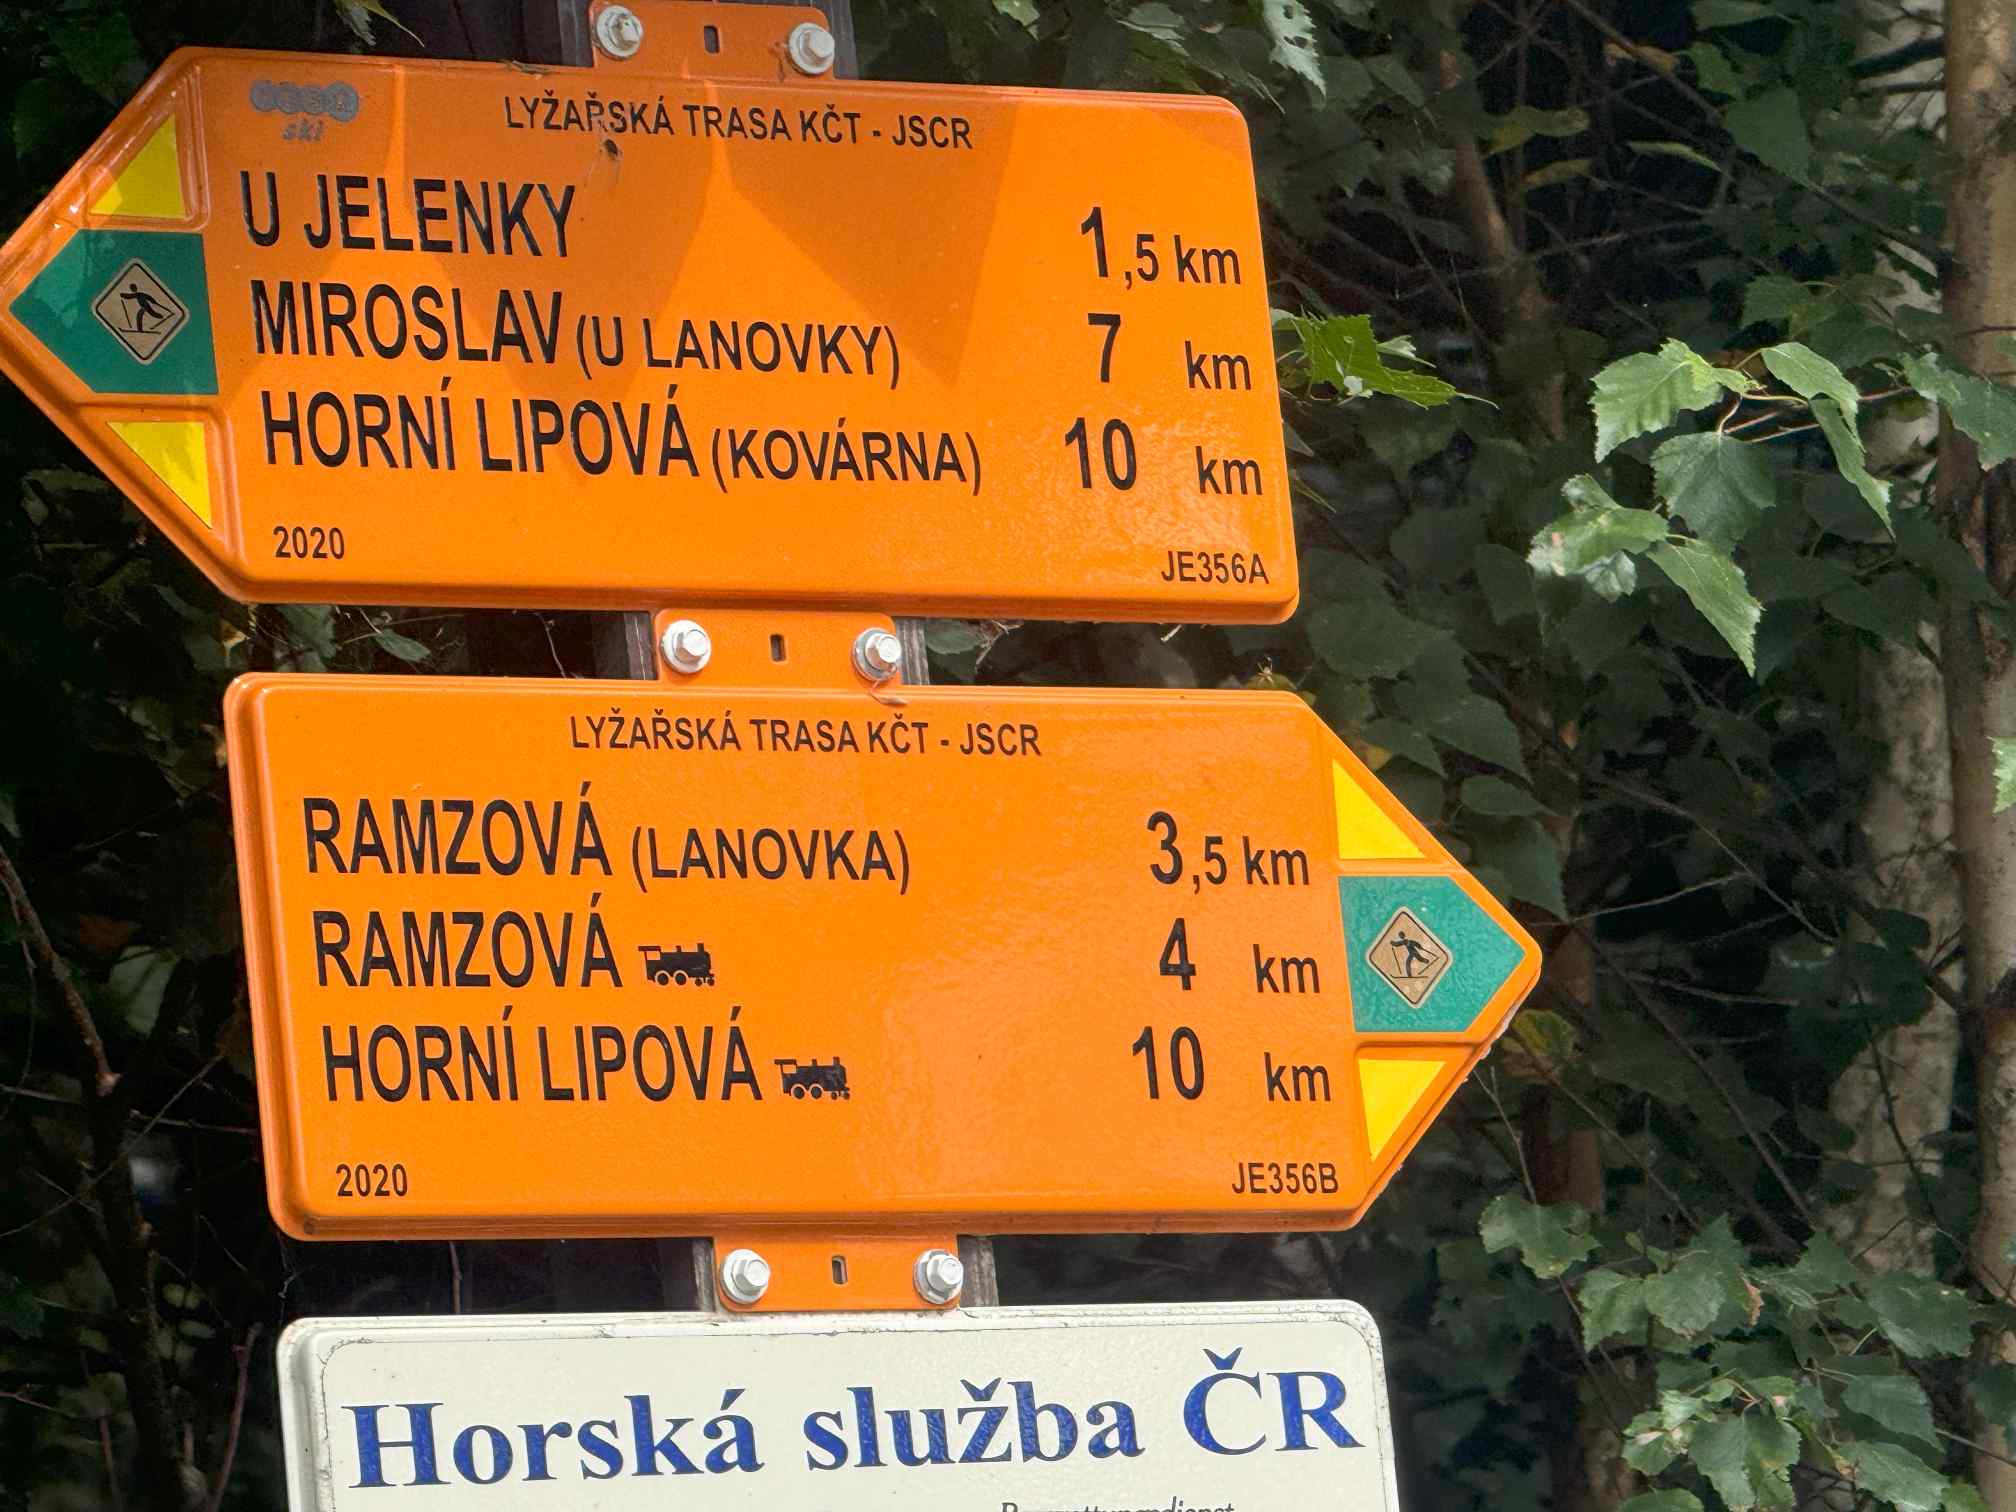 ski
LYŽAŘSKÁ TRASA KČT - JSCR
U JELENKY 1,5 km
MIROSLAV (U LANOVKY) 7 km
HORNÍ LIPOVÁ (KOVÁRNA) 10 km
2020 JE356A
LYŽAŘSKÁ TRASA KČT - JSCR
RAMZOVÁ (LANOVKA) 3,5 km
RAMZOVÁ 4 km
HORNÍ LIPOVÁ 10 km
2020 JE356B
Horská služba ČR